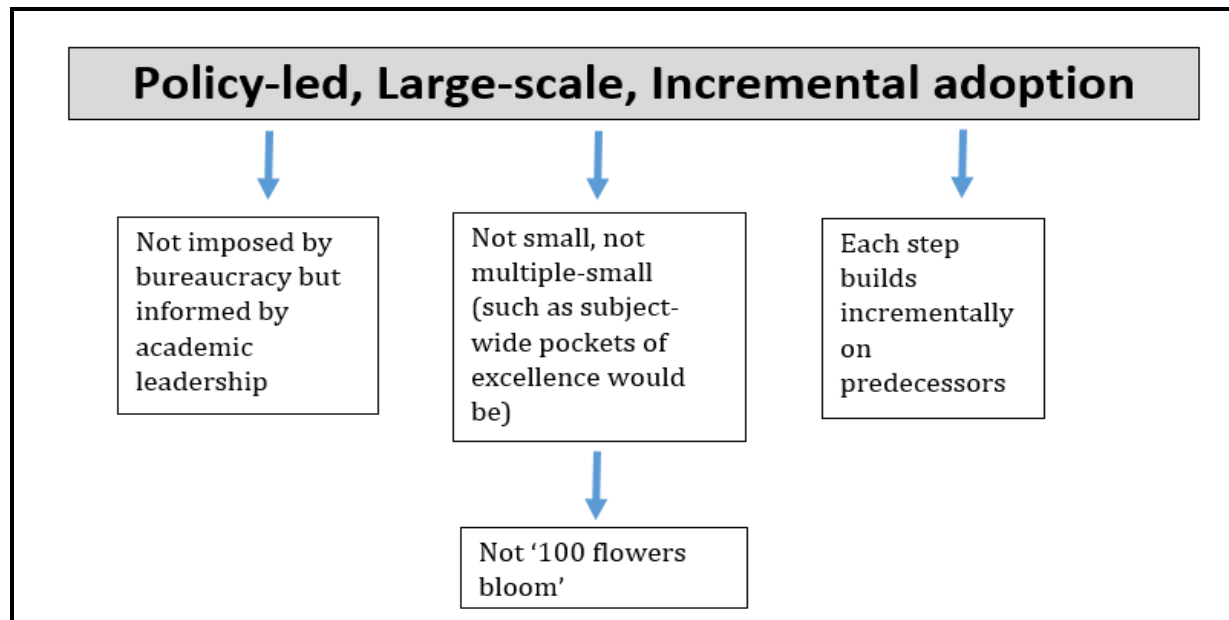 Policy-led, Large-scale, Incremental adoption
Not imposed by
bureaucracy but
informed by
academic
leadership
Not small, not
multiple-small
(such as subject-
wide pockets of
excellence would
be)
Each step
builds
incrementally
on
predecessors
Not ‘100 flowers
bloom’